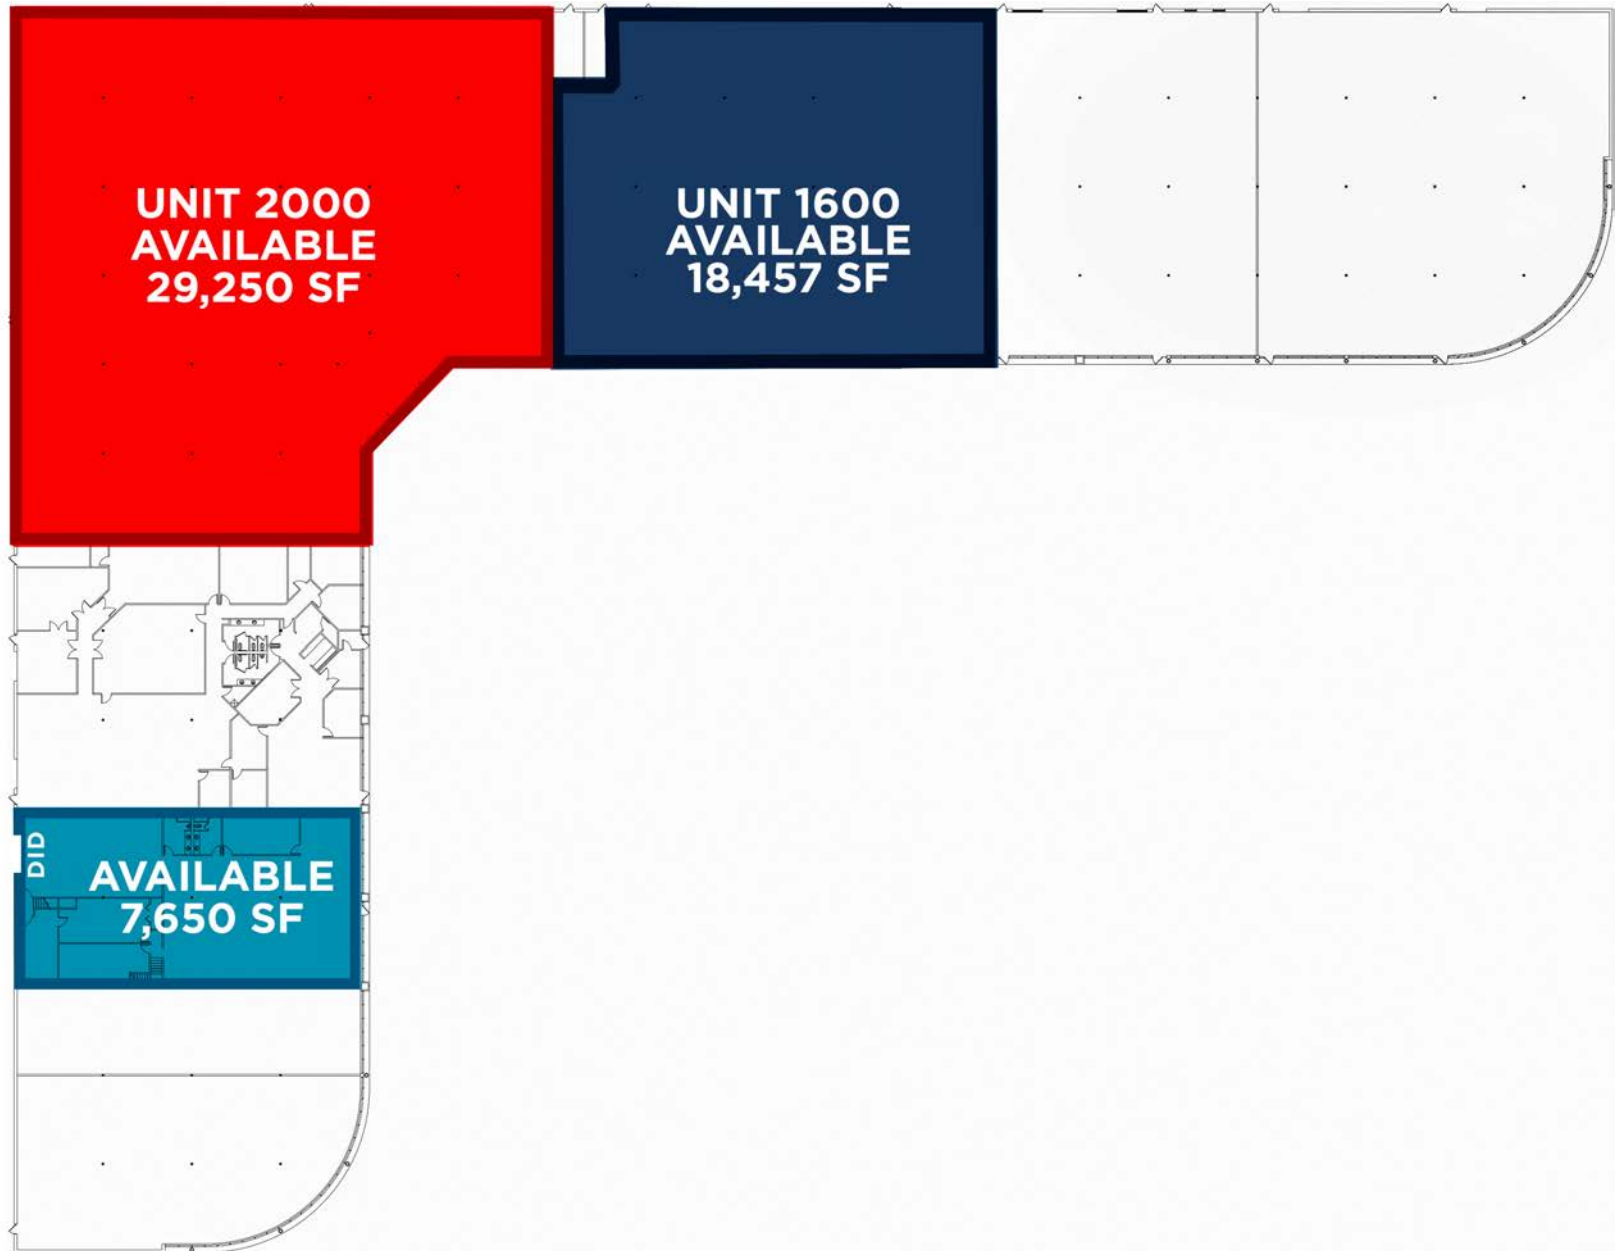 UNIT 2000
AVAILABLE
29,250 SF
UNIT 1600
AVAILABLE
18,457 SF
DID
AVAILABLE
7,650 SF